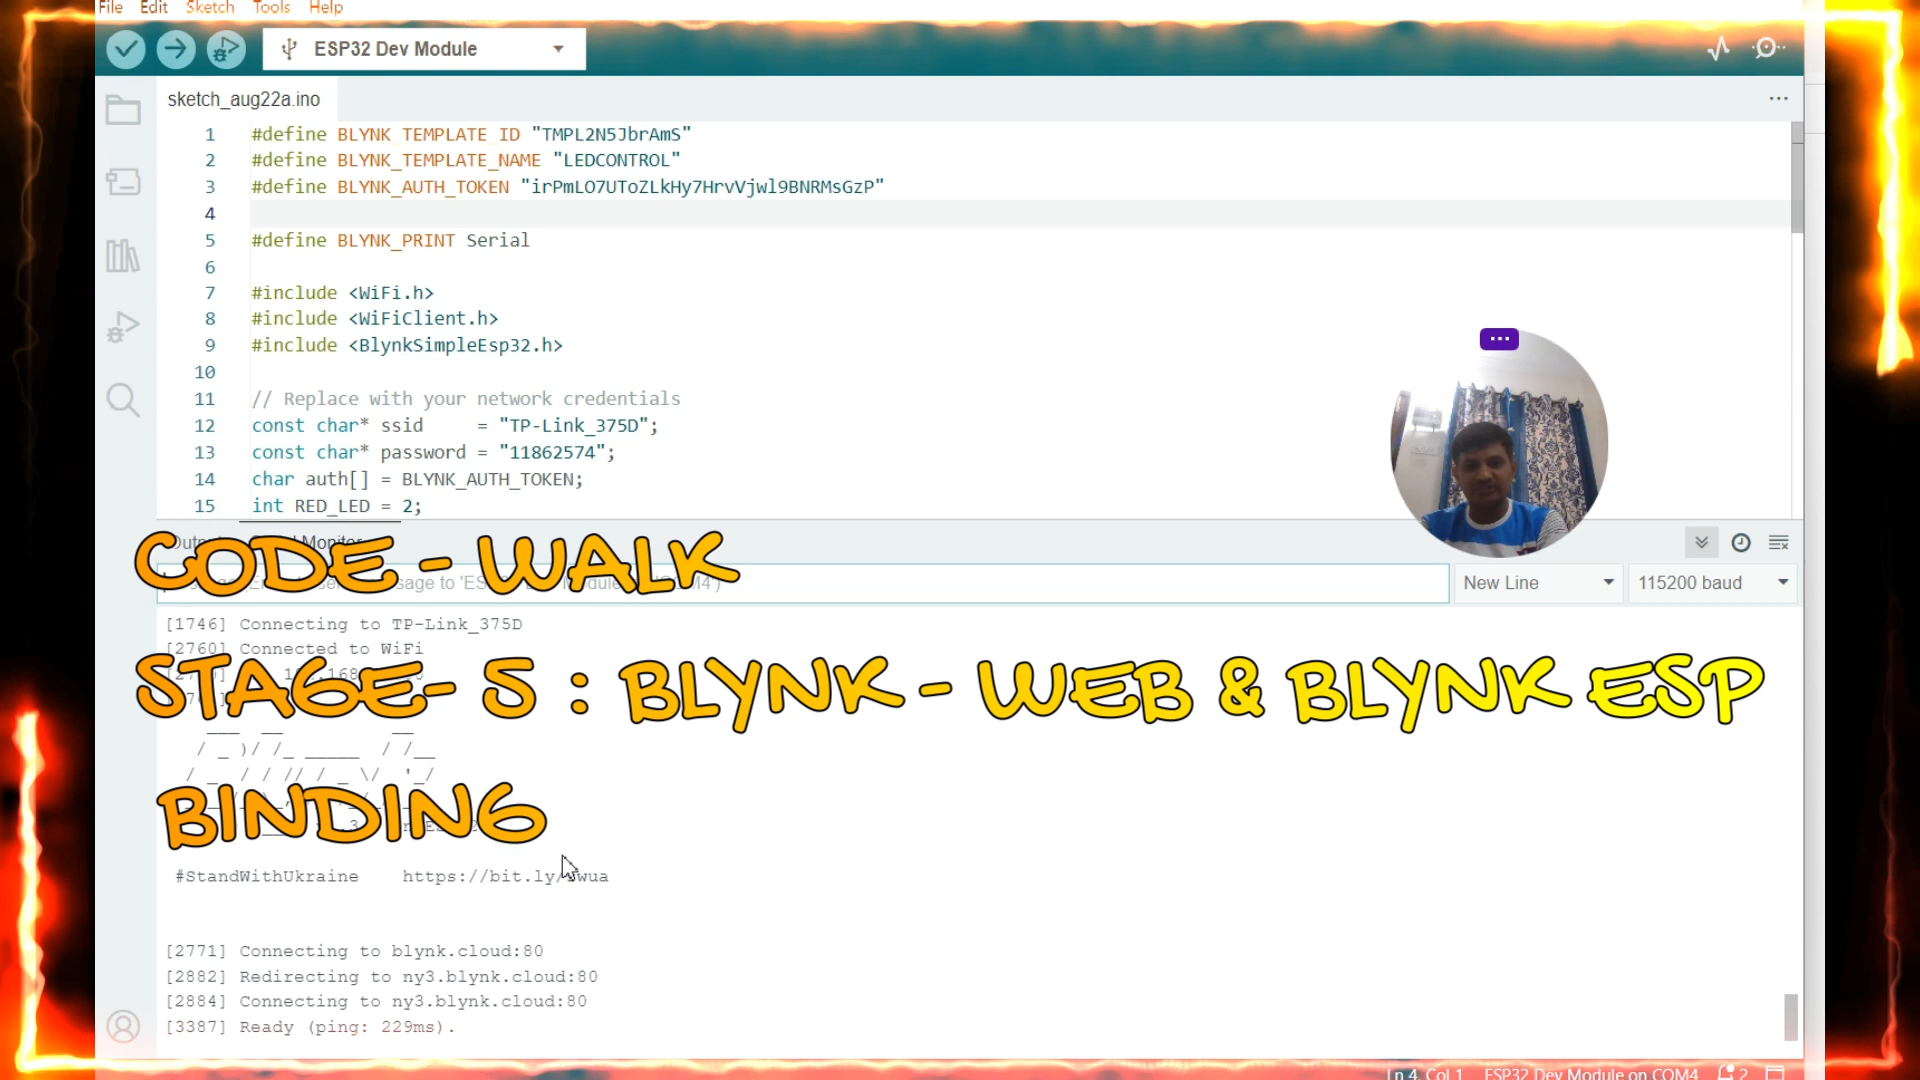 File Edit Sketch Tools Help
ESP32 Dev Module
sketch_aug22a.ino
1 #define BLYNK_TEMPLATE_ID "TMPL2N5JbrAmS"
2 #define BLYNK_TEMPLATE_NAME "LEDCONTROL"
3 #define BLYNK_AUTH_TOKEN "irPmLO7UToZLkHy7HrvVjwl9BNRMsGzP"
4
5 #define BLYNK_PRINT Serial
6
7 #include <WiFi.h>
8 #include <WiFiClient.h>
9 #include <BlynkSimpleEsp32.h>
10
11 // Replace with your network credentials
12 const char* ssid = "TP-Link_375D";
13 const char* password = "11862574";
14 char auth[] = BLYNK_AUTH_TOKEN;
15 int RED_LED = 2;
CODE - WALK
New Line 115200 baud
[1746] Connecting to TP-Link_375D
[2760] Connected to WiFi
STAGE- 5 : BLYNK - WEB & BLYNK ESP
BINDING
#StandWithUkraine https://bit.ly/swua
[2771] Connecting to blynk.cloud:80
[2882] Redirecting to ny3.blynk.cloud:80
[2884] Connecting to ny3.blynk.cloud:80
[3387] Ready (ping: 229ms).
Ln 4, Col 1 ESP32 Dev Module on COM4 2